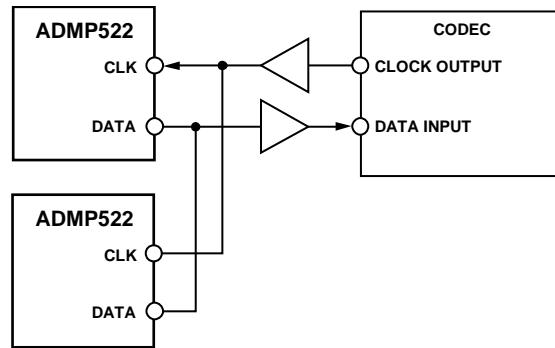 ADMP522
CLK
DATA
CODEC
CLOCK OUTPUT
DATA INPUT
ADMP522
CLK
DATA